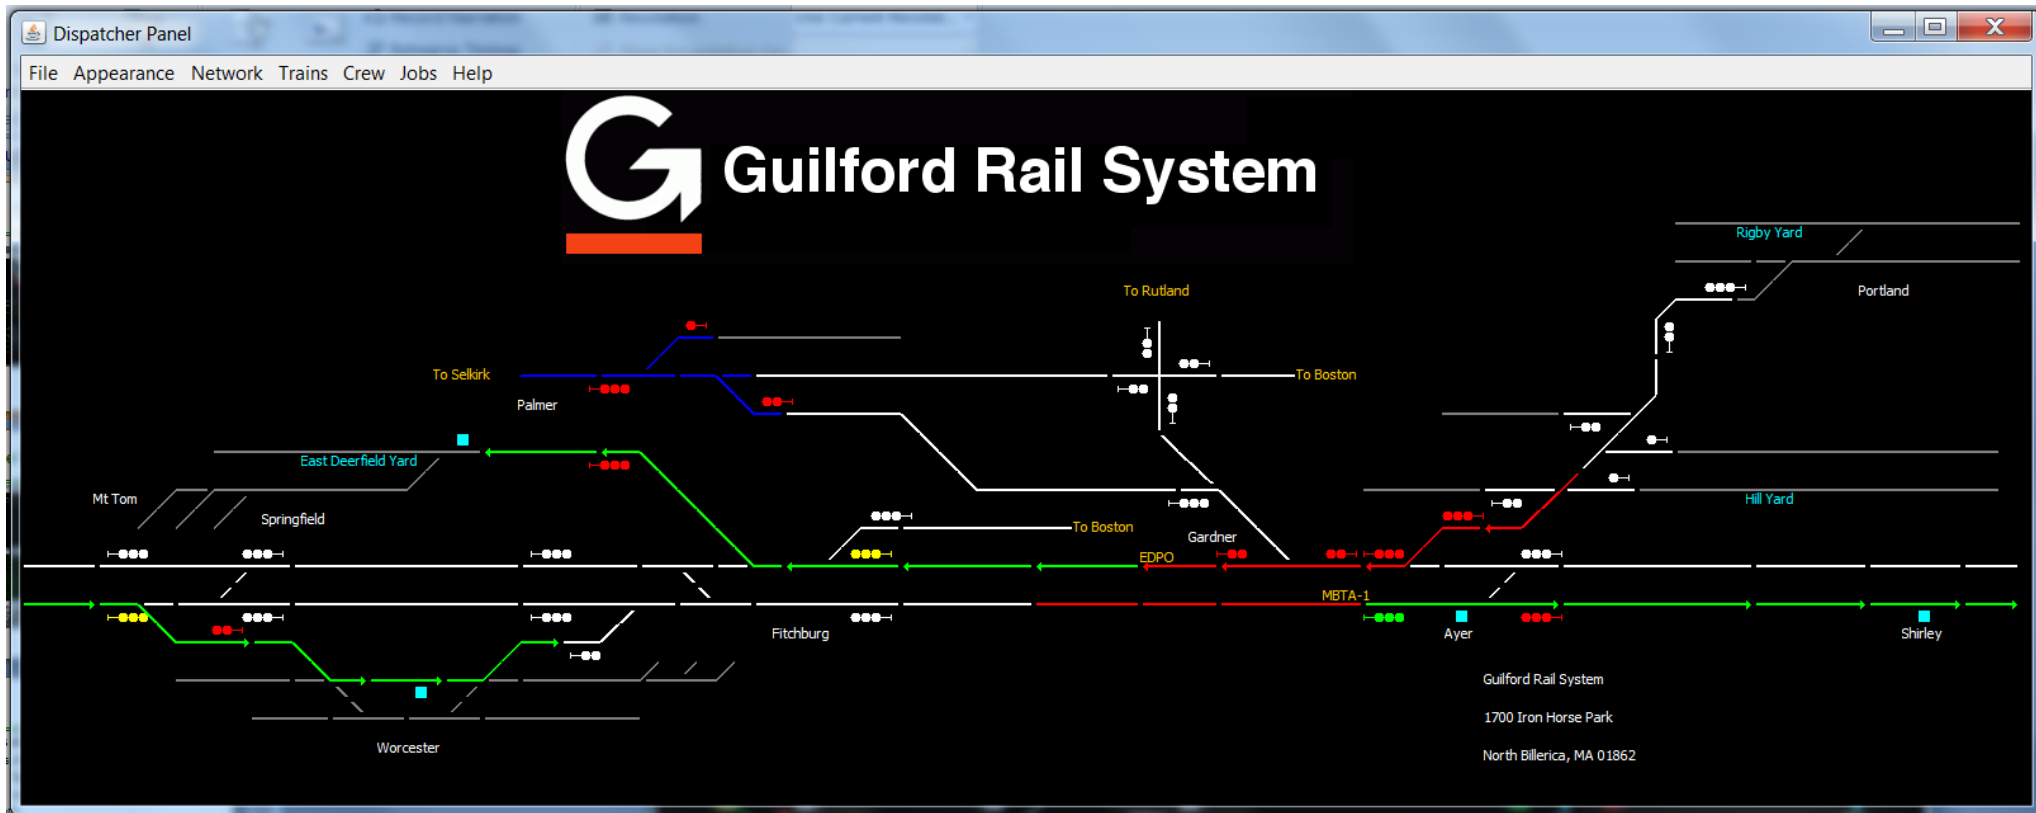 Dispatcher Panel
File Appearance Network Trains Crew Jobs Help
Guilford Rail System
Rigby Yard
To Rutland
Portland
To Selkirk
To Boston
Palmer
East Deerfield Yard
Mt Tom
Hill Yard
Springfield
To Boston
Gardner
EDPO
MBTA-1
Fitchburg
Ayer
Shirley
Guilford Rail System
1700 Iron Horse Park
Worcester
North Billerica, MA 01862